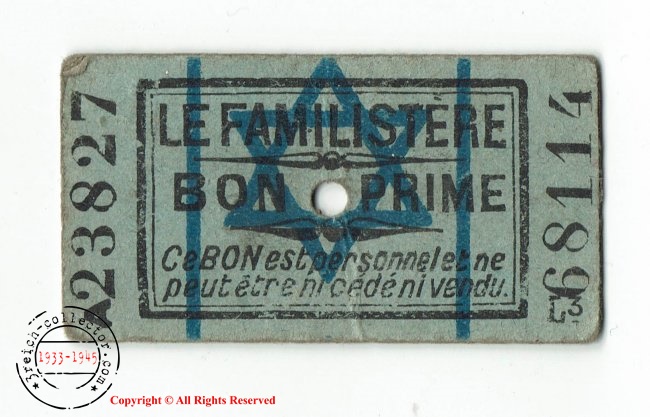 LE FAMILISTÈRE
BON PRIME
Ce BON est personnel et ne
peut être ni cédé ni vendu.
A23827
68114
L3
3reich-collector.com
1933-1945
Copyright © All Rights Reserved